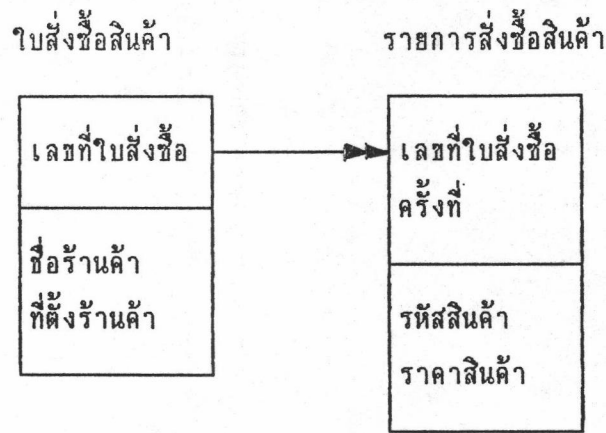 ใบสั่งซื้อสินค้า
เลขที่ใบสั่งซื้อ
ชื่อร้านค้า
ที่ตั้งร้านค้า
รายการสั่งซื้อสินค้า
เลขที่ใบสั่งซื้อ
ครั้งที่
รหัสสินค้า
ราคาสินค้า